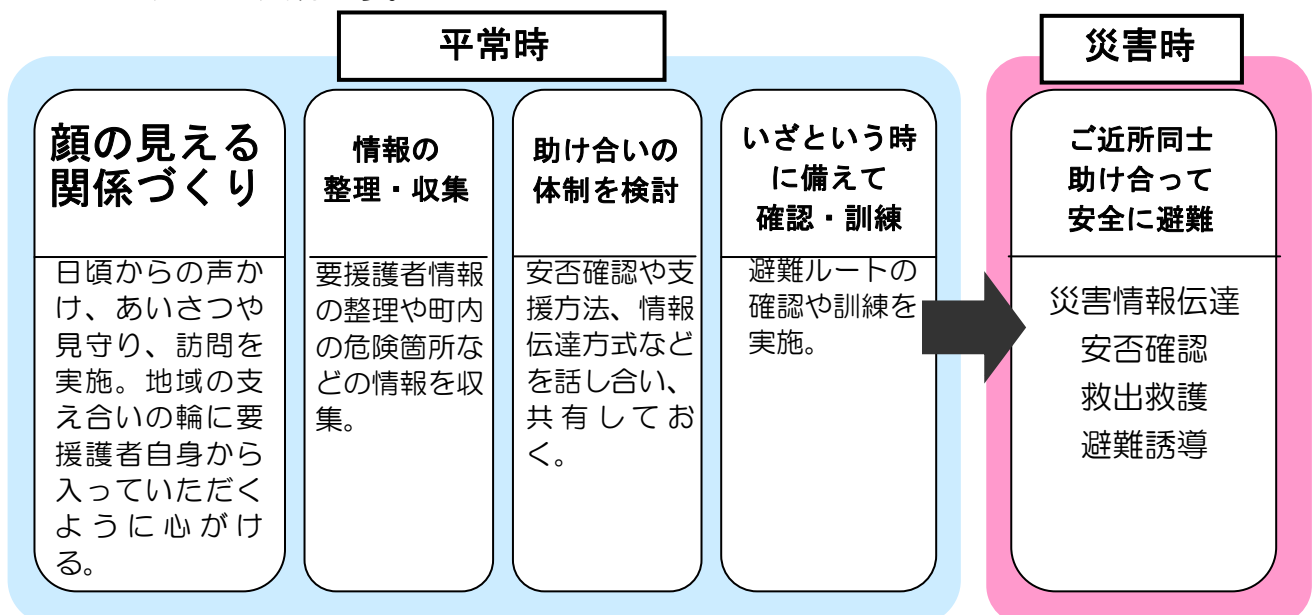 平常時
顔の見える
関係づくり
日頃からの声か
け、あいさつや
見守り、訪問を
実施。地域の支
え合いの輪に要
援護者自身から
入っていただく
ように心がけ
る。
情報の
整理・収集
要援護者情報
の整理や町内
の危険箇所な
どの情報を収
集。
助け合いの
体制を検討
安否確認や支
援方法、情報
伝達方式など
を話し合い、
共有してお
く。
いざという時
に備えて
確認・訓練
避難ルートの
確認や訓練を
実施。
災害時
ご近所同士
助け合って
安全に避難
災害情報伝達
安否確認
救出救護
避難誘導